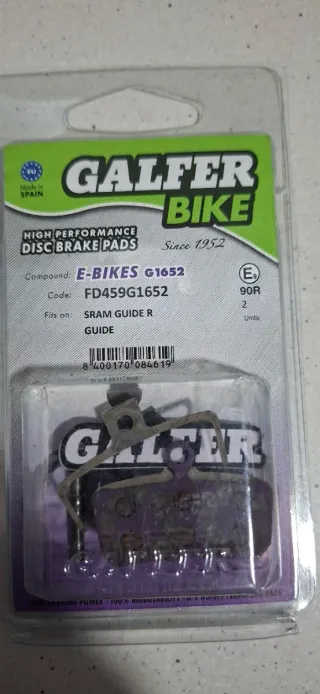 EU
Made in
SPAIN
GALFER
BIKE
HIGH PERFORMANCE
DISC BRAKE PADS
Since 1952
Compound: E-BIKES G1652
Code: FD459G1652
Fits on: SRAM GUIDE R
GUIDE
E9
90R
2
Units
8 400170 084619
GALFER